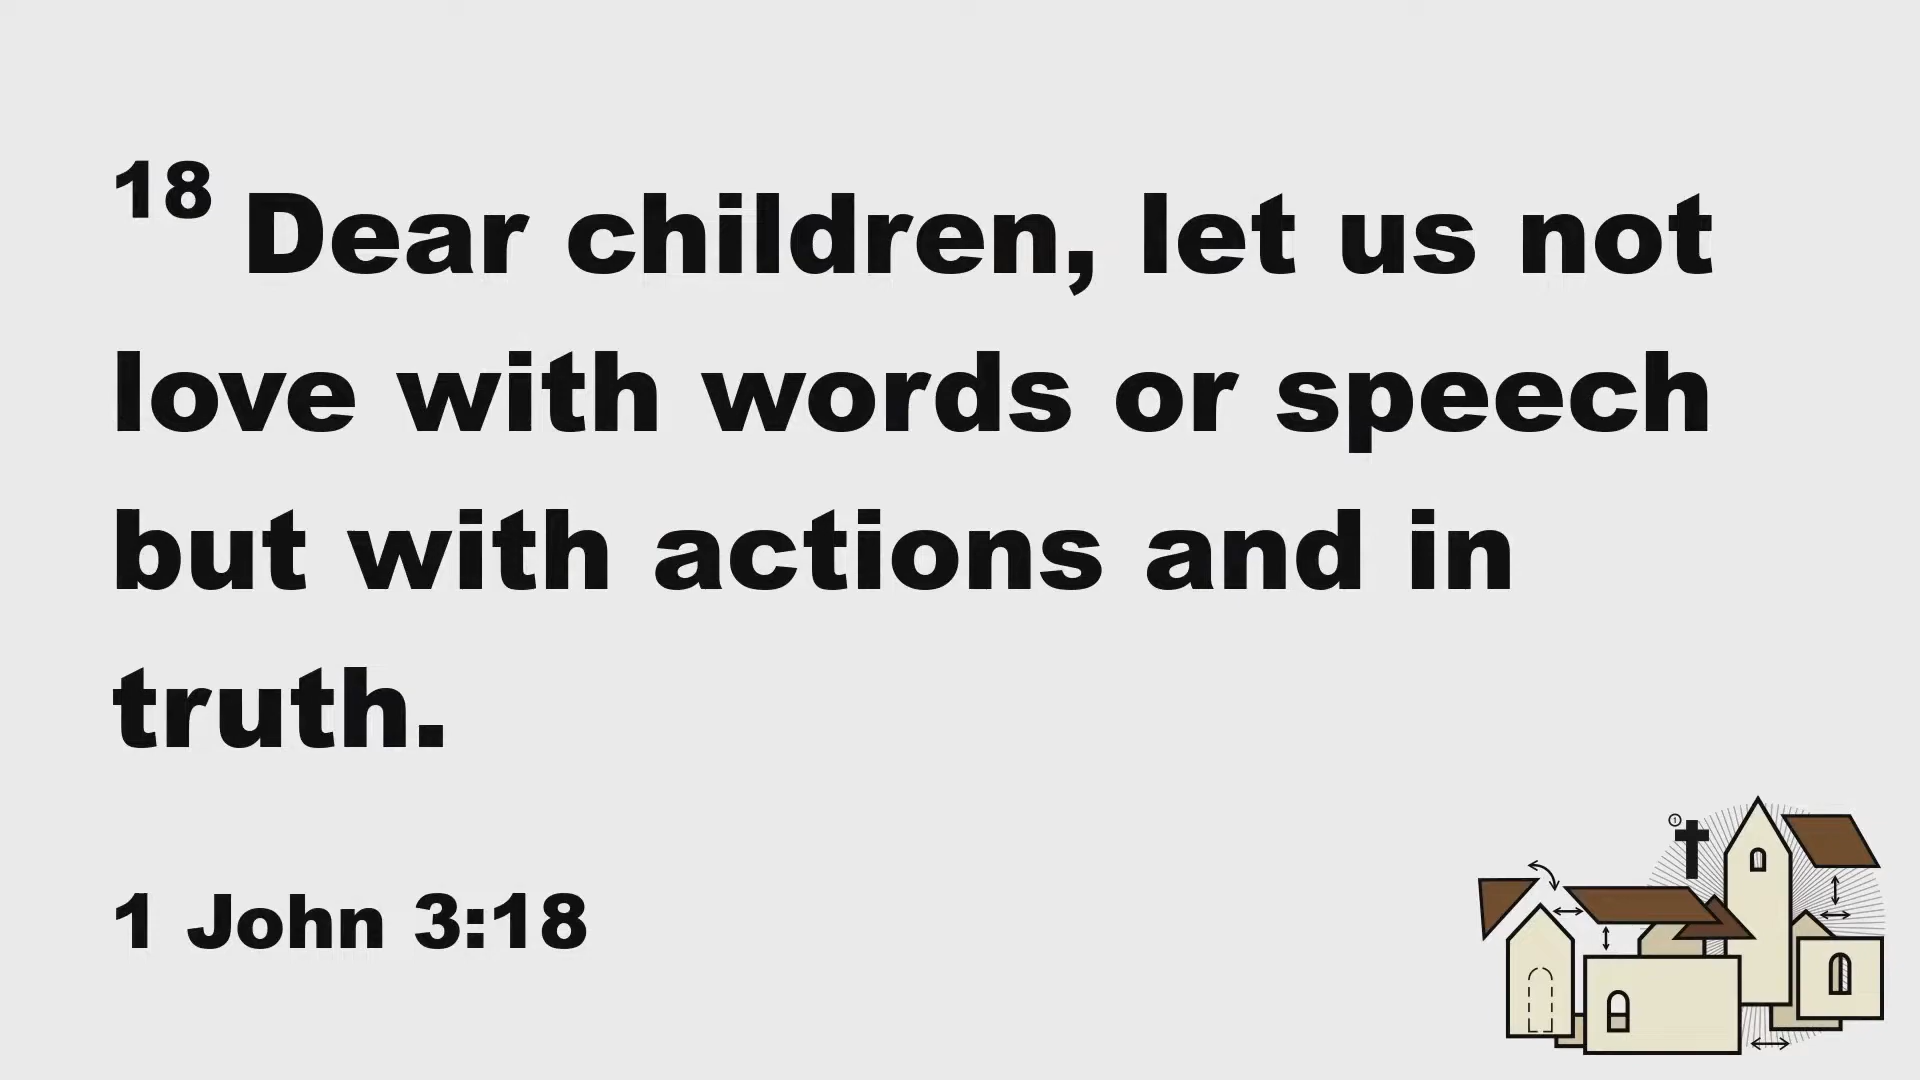 18 Dear children, let us not
love with words or speech
but with actions and in
truth.
1 John 3:18
1